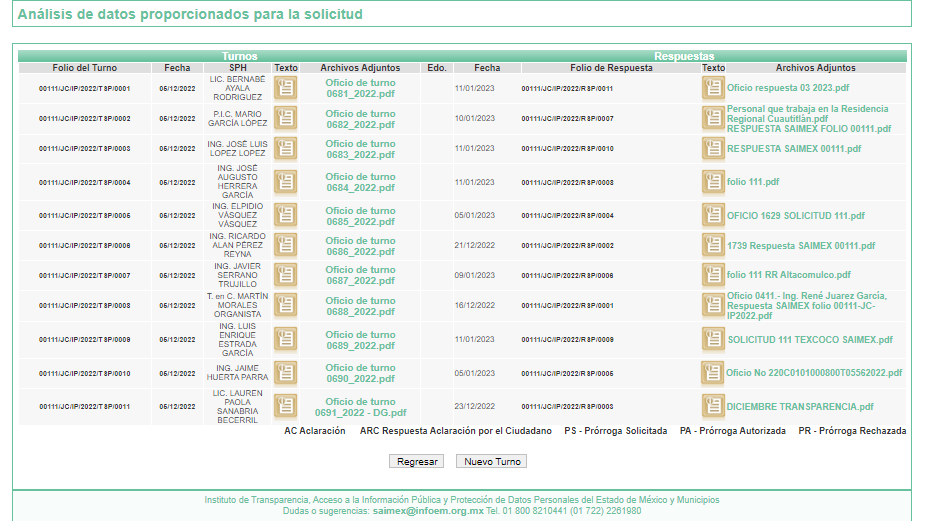 Análisis de datos proporcionados para la solicitud
Turnos Respuestas
Folio del Turno Fecha SPH Texto Archivos Adjuntos Edo. Fecha Folio de Respuesta Texto Archivos Adjuntos
00111/JC/IP/2022/TSP/0001 06/12/2022 LIC. BERNABÉ AYALA RODRIGUEZ Oficio de turno 0681_2022.pdf 11/01/2023 00111/JC/IP/2022/RSP/0011 Oficio respuesta 03 2023.pdf
00111/JC/IP/2022/TSP/0002 06/12/2022 P.I.C. MARIO GARCÍA LÓPEZ Oficio de turno 0682_2022.pdf 10/01/2023 00111/JC/IP/2022/RSP/0007 Personal que trabaja en la Residencia Regional Cuautitlán.pdf RESPUESTA SAIMEX FOLIO 00111.pdf
00111/JC/IP/2022/TSP/0003 06/12/2022 ING. JOSÉ LUIS LOPEZ LOPEZ Oficio de turno 0683_2022.pdf 11/01/2023 00111/JC/IP/2022/RSP/0010 RESPUESTA SAIMEX 00111.pdf
00111/JC/IP/2022/TSP/0004 06/12/2022 ING. JOSÉ AUGUSTO HERRERA GARCÍA Oficio de turno 0684_2022.pdf 11/01/2023 00111/JC/IP/2022/RSP/0008 folio 111.pdf
00111/JC/IP/2022/TSP/0005 06/12/2022 ING. ELPIDIO VÁSQUEZ VÁSQUEZ Oficio de turno 0685_2022.pdf 05/01/2023 00111/JC/IP/2022/RSP/0004 OFICIO 1629 SOLICITUD 111.pdf
00111/JC/IP/2022/TSP/0006 06/12/2022 ING. RICARDO ALAN PÉREZ REYNA Oficio de turno 0686_2022.pdf 21/12/2022 00111/JC/IP/2022/RSP/0002 1739 Respuesta SAIMEX 00111.pdf
00111/JC/IP/2022/TSP/0007 06/12/2022 ING. JAVIER SERRANO TRUJILLO Oficio de turno 0687_2022.pdf 09/01/2023 00111/JC/IP/2022/RSP/0006 folio 111 RR Altacomulco.pdf
00111/JC/IP/2022/TSP/0008 06/12/2022 T. en C. MARTÍN MORALES ORGANISTA Oficio de turno 0688_2022.pdf 16/12/2022 00111/JC/IP/2022/RSP/0001 Oficio 0411.- Ing. René Juarez García, Respuesta SAIMEX folio 00111-JC-IP2022.pdf
00111/JC/IP/2022/TSP/0009 06/12/2022 ING. LUIS ENRIQUE ESTRADA GARCÍA Oficio de turno 0689_2022.pdf 11/01/2023 00111/JC/IP/2022/RSP/0009 SOLICITUD 111 TEXCOCO SAIMEX.pdf
00111/JC/IP/2022/TSP/0010 06/12/2022 ING. JAIME HUERTA PARRA Oficio de turno 0690_2022.pdf 05/01/2023 00111/JC/IP/2022/RSP/0005 Oficio No 220C0101000800T05562022.pdf
00111/JC/IP/2022/TSP/0011 06/12/2022 LIC. LAUREN PAOLA SANABRIA BECERRIL Oficio de turno 0691_2022 - DG.pdf 23/12/2022 00111/JC/IP/2022/RSP/0003 DICIEMBRE TRANSPARENCIA.pdf
AC Aclaración ARC Respuesta Aclaración por el Ciudadano PS - Prórroga Solicitada PA - Prórroga Autorizada PR - Prórroga Rechazada
Regresar Nuevo Turno
Instituto de Transparencia, Acceso a la Información Pública y Protección de Datos Personales del Estado de México y Municipios
Dudas o sugerencias: saimex@infoem.org.mx Tel. 01 800 8210441 (01 722) 2261980